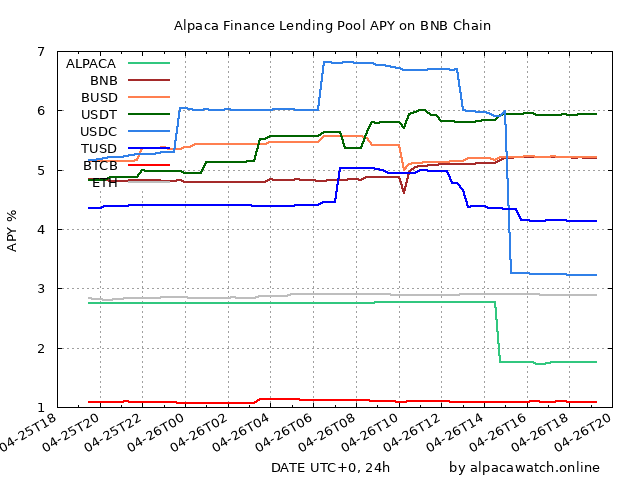 Alpaca Finance Lending Pool APY on BNB Chain
APY %
7
6
5
4
3
2
1
ALPACA
BNB
BUSD
USDT
USDC
TUSD
BTCB
ETH
04-25T18
04-25T20
04-25T22
04-26T00
04-26T02
04-26T04
04-26T06
04-26T08
04-26T10
04-26T12
04-26T14
04-26T16
04-26T18
04-26T20
DATE UTC+0, 24h
by alpacawatch.online